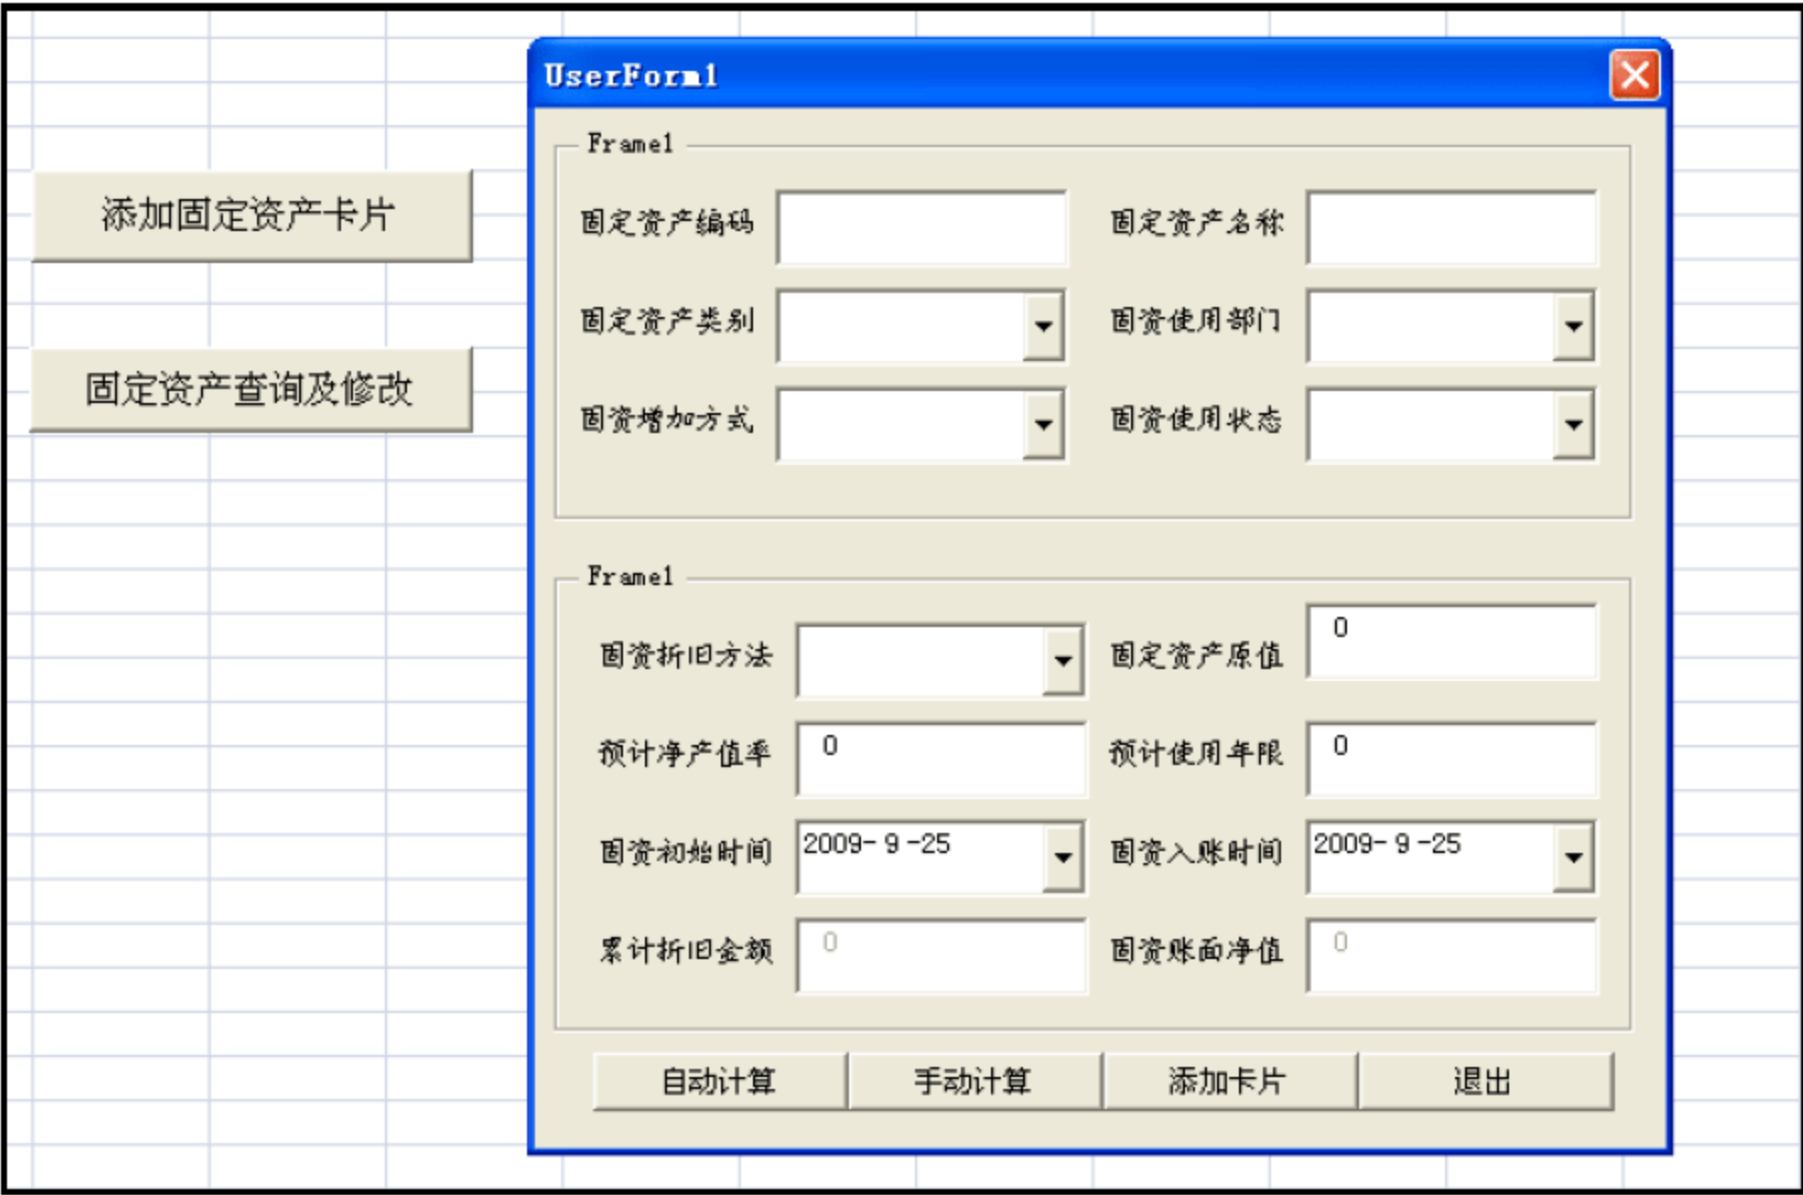 UserForm1
Frame1
添加固定资产卡片
固定资产编码 固定资产名称
固定资产类别 固资使用部门
固定资产查询及修改
固资增加方式 固资使用状态
Frame1
固资折旧方法 固定资产原值 0
预计净产值率 0 预计使用年限 0
固资初始时间 2009- 9 -25 固资入账时间 2009- 9 -25
累计折旧金额 0 固资账面净值 0
自动计算 手动计算 添加卡片 退出